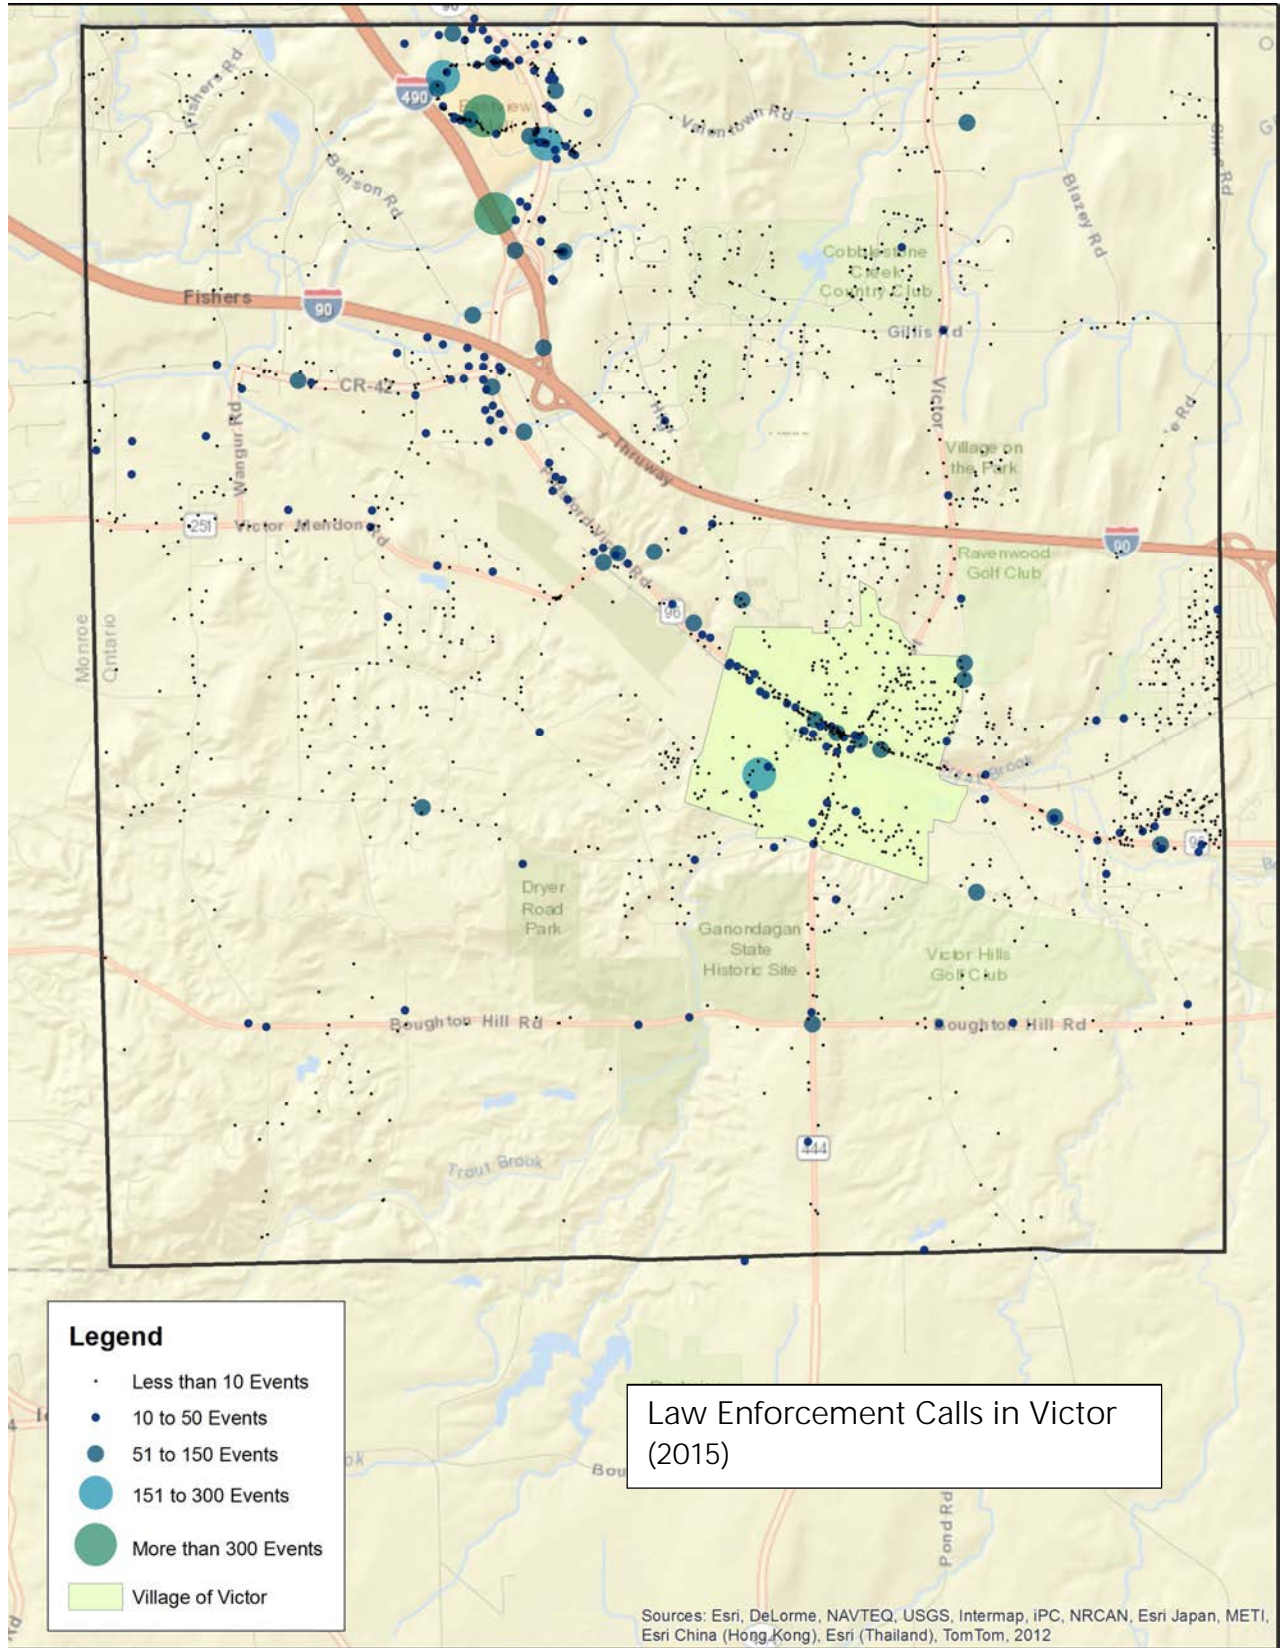 90
Fishers Rd
490
Eastview
Valentown Rd
Benson Rd
Blazey Rd
Cobblestone
Creek
Country Club
Fishers
90
Gillis Rd
CR-42
Victor
Wangur Rd
Thruway
Village on
the Park
251
Victor Mendon Rd
90
Ravenwood
Golf Club
96
Monroe
Ontario
Dryer
Road
Park
Ganondagan
State
Historic Site
Victor Hills
Golf Club
Boughton Hill Rd
Boughton Hill Rd
444
Trout Brook
Legend
Less than 10 Events
10 to 50 Events
51 to 150 Events
151 to 300 Events
More than 300 Events
Village of Victor
Law Enforcement Calls in Victor
(2015)
Bou
Pond Rd
Sources: Esri, DeLorme, NAVTEQ, USGS, Intermap, iPC, NRCAN, Esri Japan, METI,
Esri China (Hong Kong), Esri (Thailand), TomTom, 2012